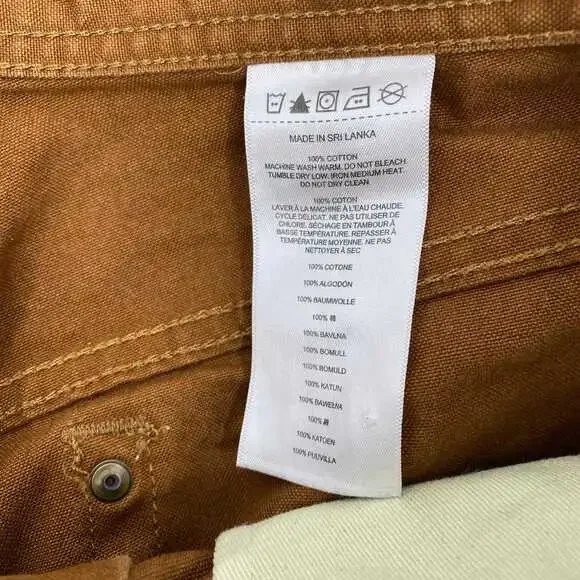 MADE IN SRI LANKA
100% COTTON
MACHINE WASH WARM. DO NOT BLEACH.
TUMBLE DRY LOW. IRON MEDIUM HEAT.
DO NOT DRY CLEAN.
100% COTON
LAVER À LA MACHINE À L'EAU CHAUDE,
CYCLE DÉLICAT. NE PAS UTILISER DE
CHLORE. SÉCHAGE EN TAMBOUR À
BASSE TEMPÉRATURE. REPASSER À
TEMPÉRATURE MOYENNE. NE PAS
NETTOYER À SEC
100% COTONE
100% ALGODÓN
100% BAUMWOLLE
100% 棉
100% BAVLNA
100% BOMULL
100% BOMULD
100% KATUN
100% BAWEŁNA
100%
100% KATOEN
100% PUUVILLA